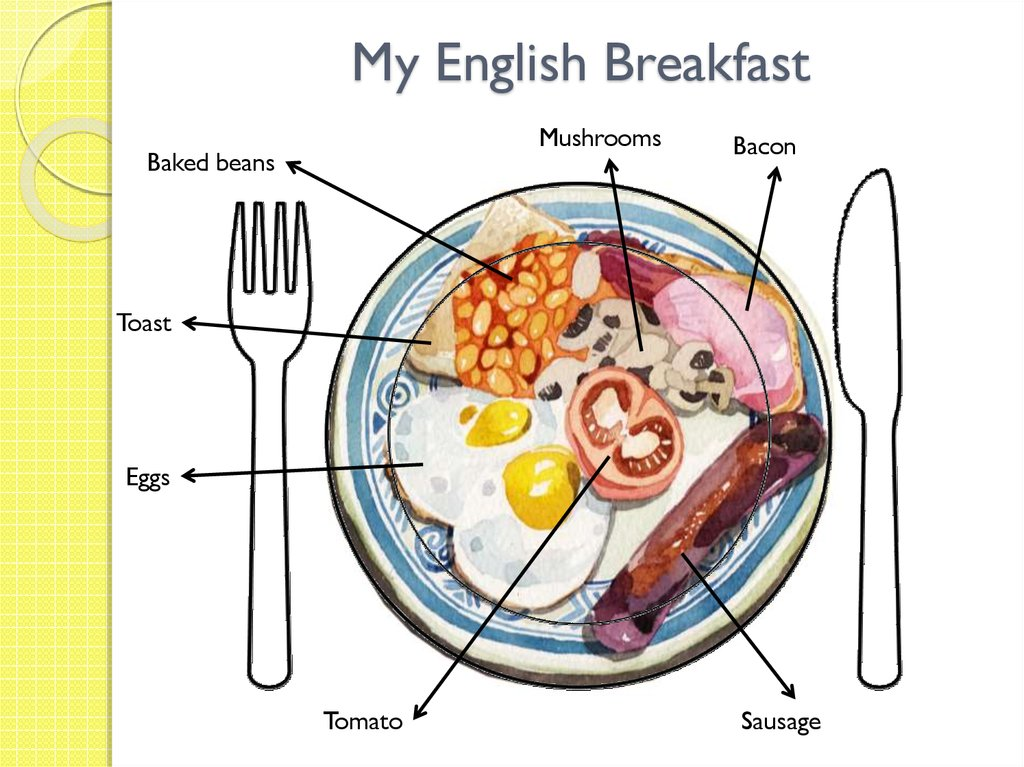 My English Breakfast
Mushrooms
Bacon
Baked beans
Toast
Eggs
Tomato
Sausage